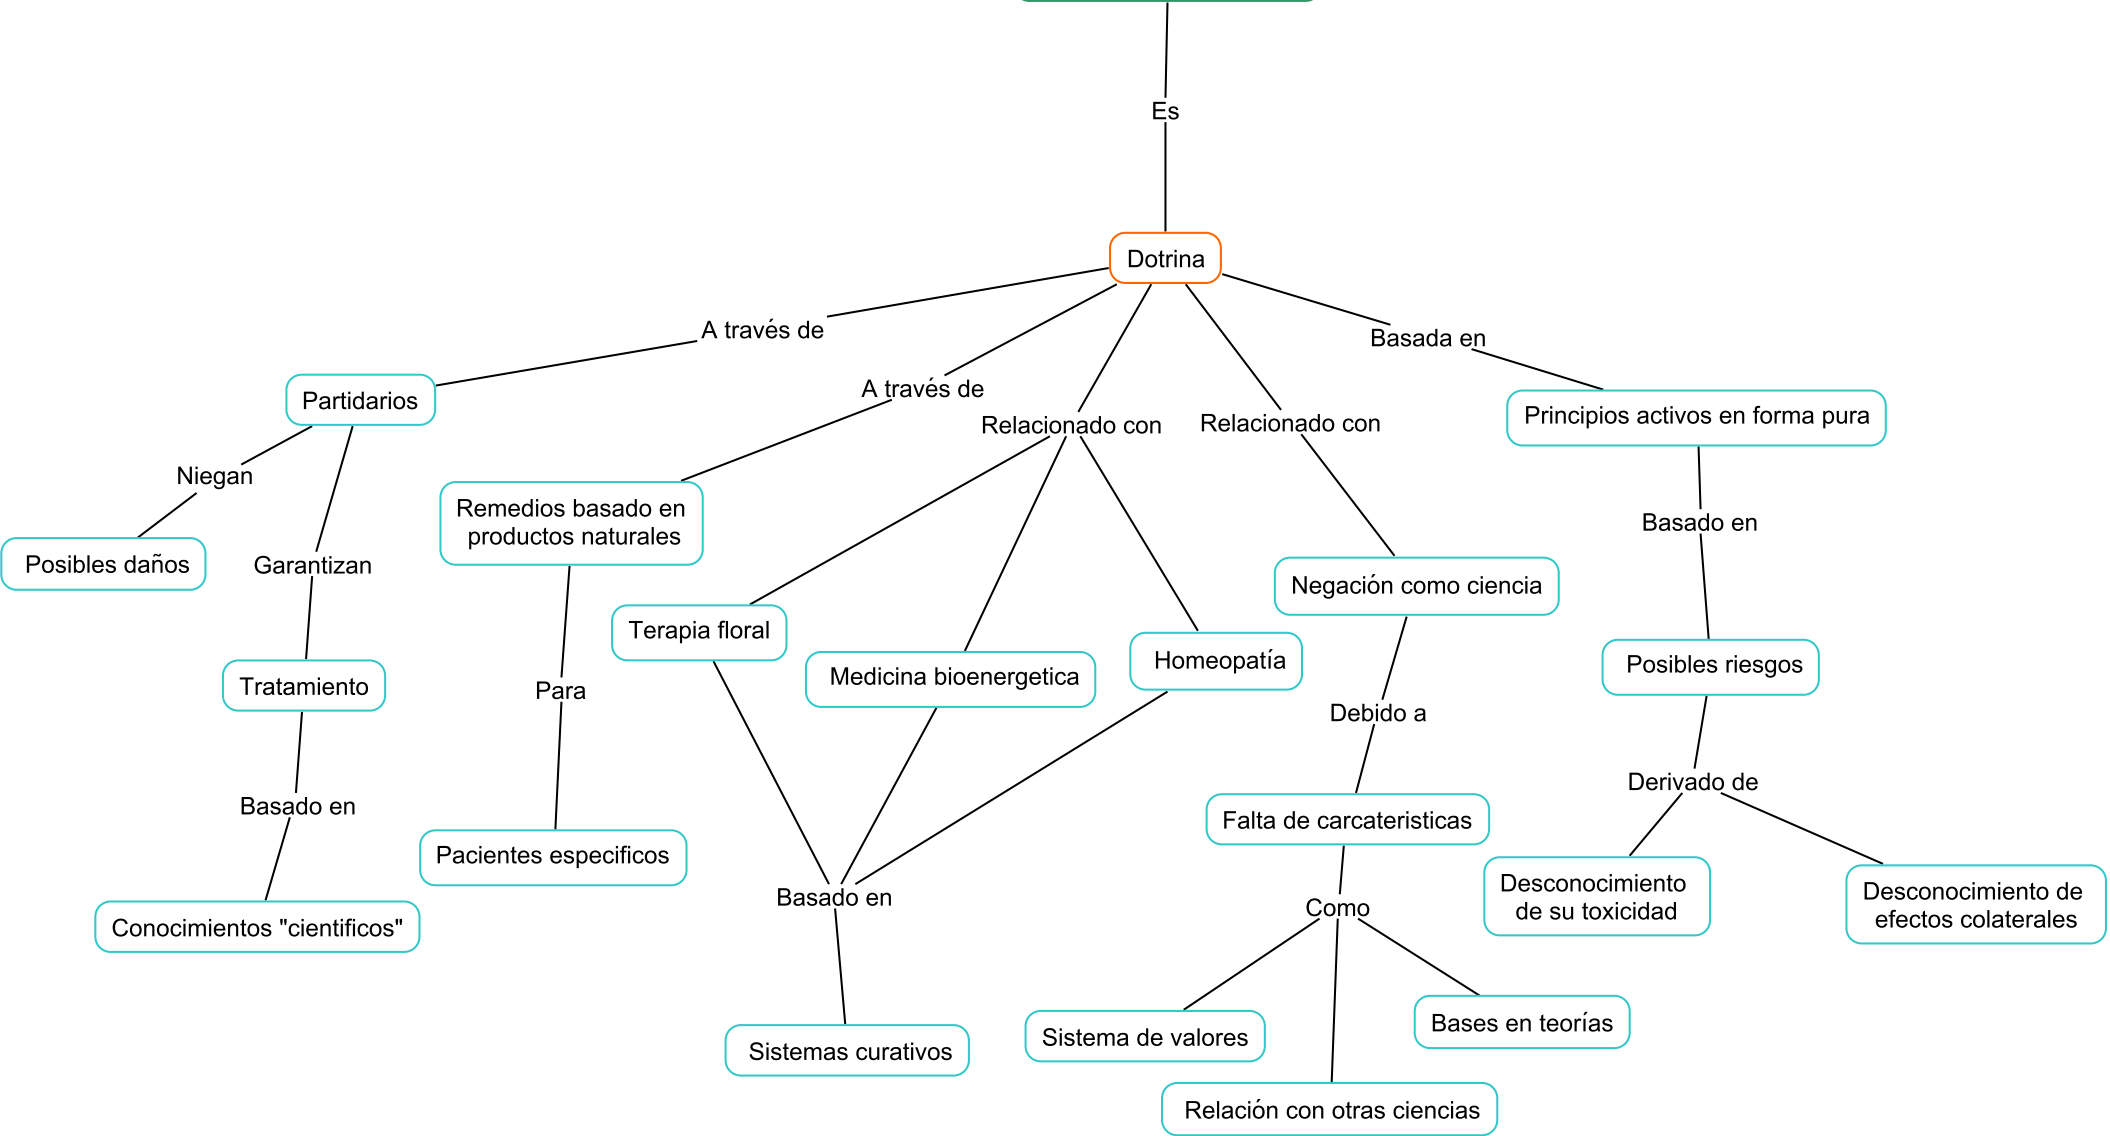 Es
Dotrina
A través de
Basada en
A través de
Partidarios
Principios activos en forma pura
Relacionado con
Relacionado con
Niegan
Remedios basado en
productos naturales
Basado en
Posibles daños
Garantizan
Negación como ciencia
Terapia floral
Homeopatía
Posibles riesgos
Medicina bioenergetica
Tratamiento
Para
Debido a
Derivado de
Basado en
Falta de carcateristicas
Pacientes especificos
Desconocimiento
de su toxicidad
Desconocimiento de
efectos colaterales
Basado en
Como
Conocimientos "cientificos"
Bases en teorías
Sistema de valores
Sistemas curativos
Relación con otras ciencias